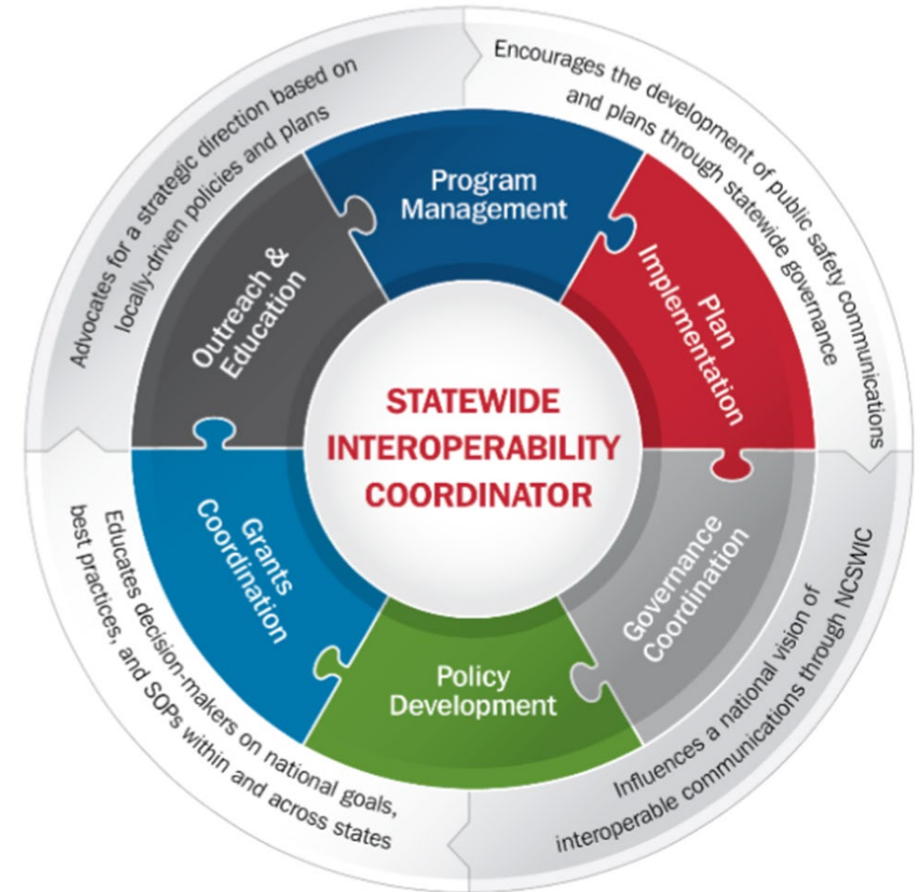 Encourages the development of public safety communications
and plans through statewide governance
Influences a national vision of
interoperable communications through NCSWIC
Educates decision-makers on national goals,
best practices, and SOPs within and across states
Advocates for a strategic direction based on
locally-driven policies and plans
Program
Management
Plan
Implementation
Governance
Coordination
Policy
Development
Grants
Coordination
Outreach &
Education
STATEWIDE
INTEROPERABILITY
COORDINATOR